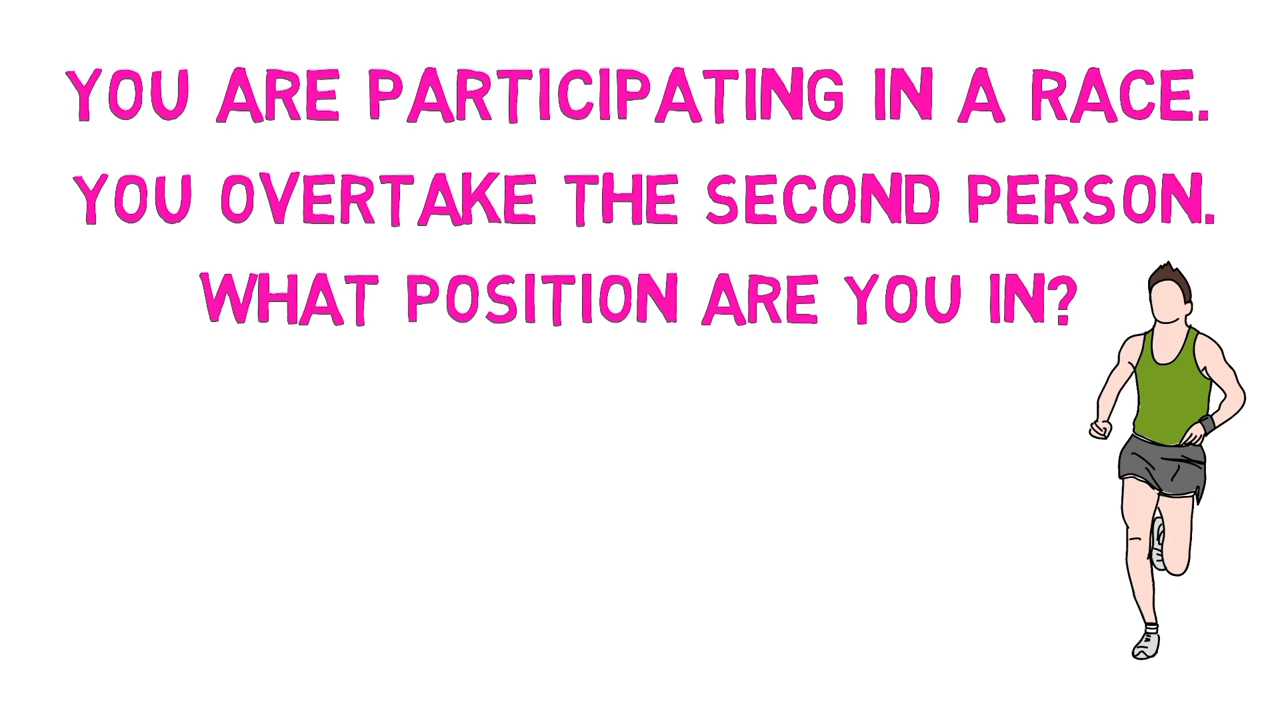 YOU ARE PARTICIPATING IN A RACE.
YOU OVERTAKE THE SECOND PERSON.
WHAT POSITION ARE YOU IN?